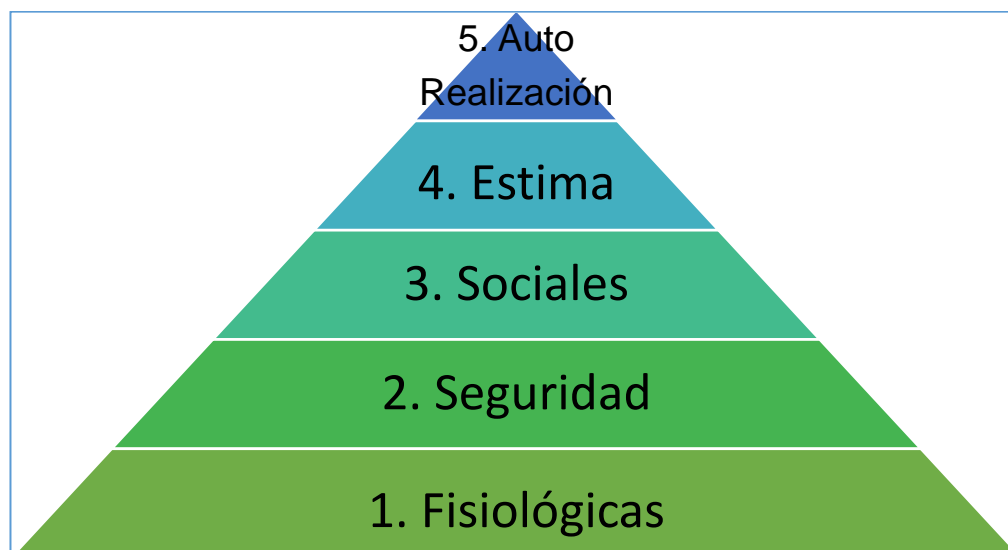 5. Auto
Realización
4. Estima
3. Sociales
2. Seguridad
1. Fisiológicas